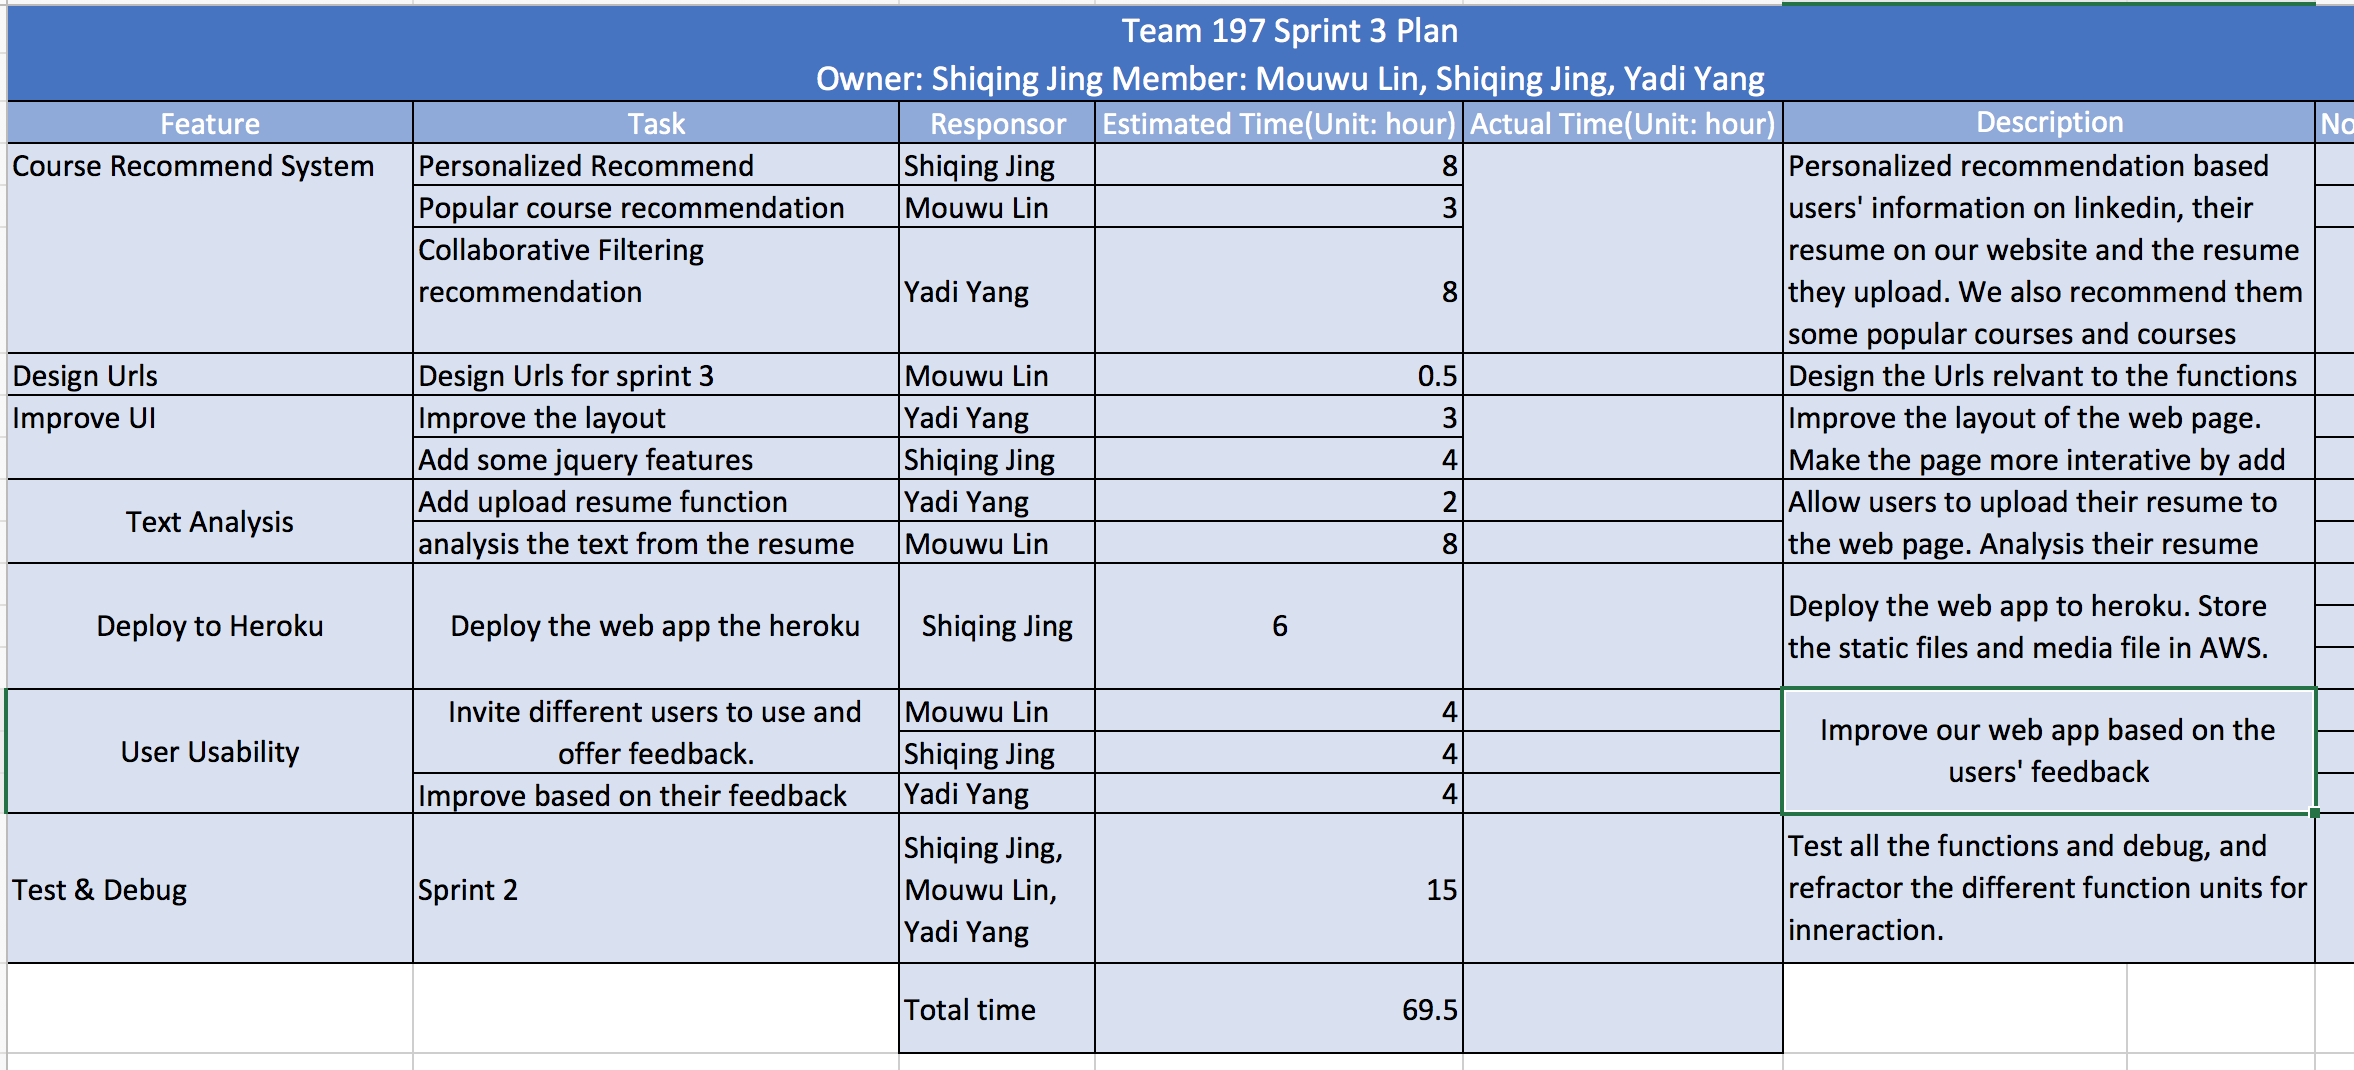 Team 197 Sprint 3 Plan
Owner: Shiqing Jing Member: Mouwu Lin, Shiqing Jing, Yadi Yang
Feature Task Responsor Estimated Time(Unit: hour) Actual Time(Unit: hour) Description
Course Recommend System
Personalized Recommend Shiqing Jing 8
Popular course recommendation Mouwu Lin 3
Collaborative Filtering
recommendation
Yadi Yang 8
Personalized recommendation based
users' information on linkedin, their
resume on our website and the resume
they upload. We also recommend them
some popular courses and courses
Design Urls Design Urls for sprint 3 Mouwu Lin 0.5 Design the Urls relvant to the functions
Improve UI Improve the layout Yadi Yang 3 Improve the layout of the web page.
Add some jquery features Shiqing Jing 4 Make the page more interative by add
Text Analysis
Add upload resume function Yadi Yang 2 Allow users to upload their resume to
analysis the text from the resume Mouwu Lin 8 the web page. Analysis their resume
Deploy to Heroku Deploy the web app the heroku Shiqing Jing 6
Deploy the web app to heroku. Store
the static files and media file in AWS.
User Usability
Invite different users to use and
offer feedback.
Mouwu Lin 4
Shiqing Jing 4
Improve based on their feedback Yadi Yang 4
Improve our web app based on the
users' feedback
Test & Debug Sprint 2
Shiqing Jing,
Mouwu Lin,
Yadi Yang
15
Test all the functions and debug, and
refractor the different function units for
inneraction.
Total time 69.5